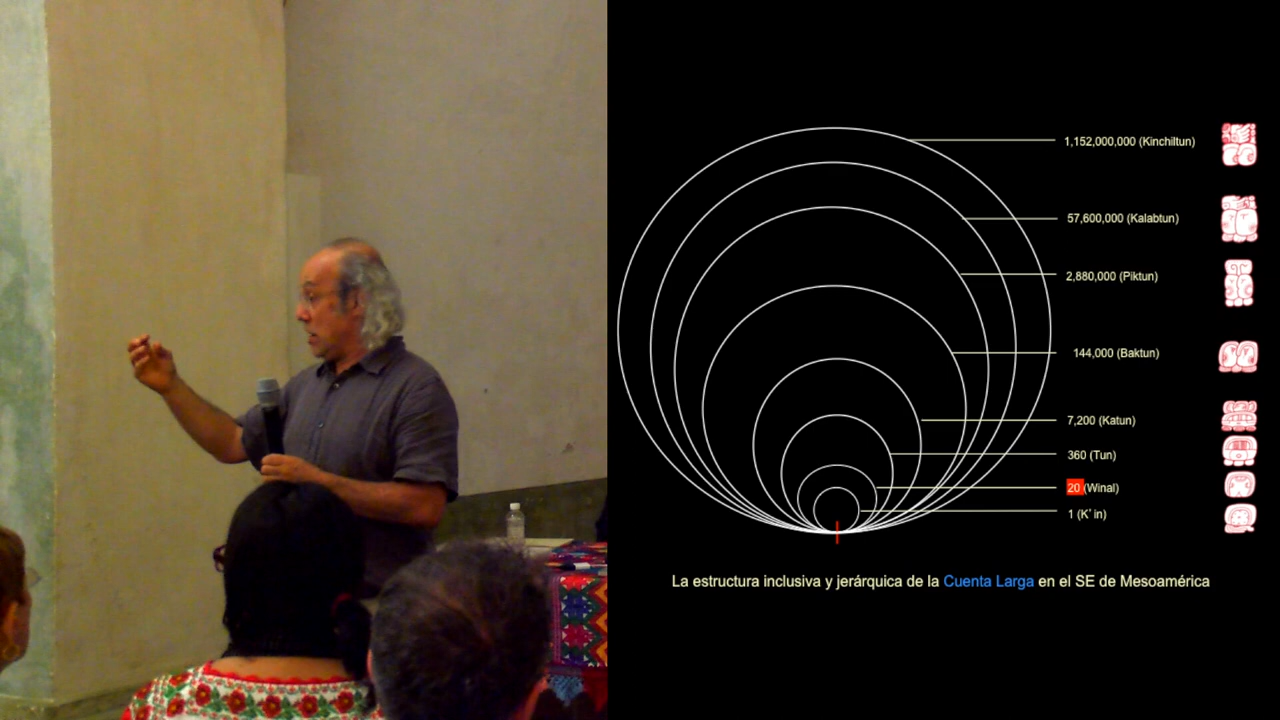 1,152,000,000 (Kinchiltun)
57,600,000 (Kalabtun)
2,880,000 (Piktun)
144,000 (Baktun)
7,200 (Katun)
360 (Tun)
20 (Winal)
1 (K' in)
La estructura inclusiva y jerárquica de la Cuenta Larga en el SE de Mesoamérica